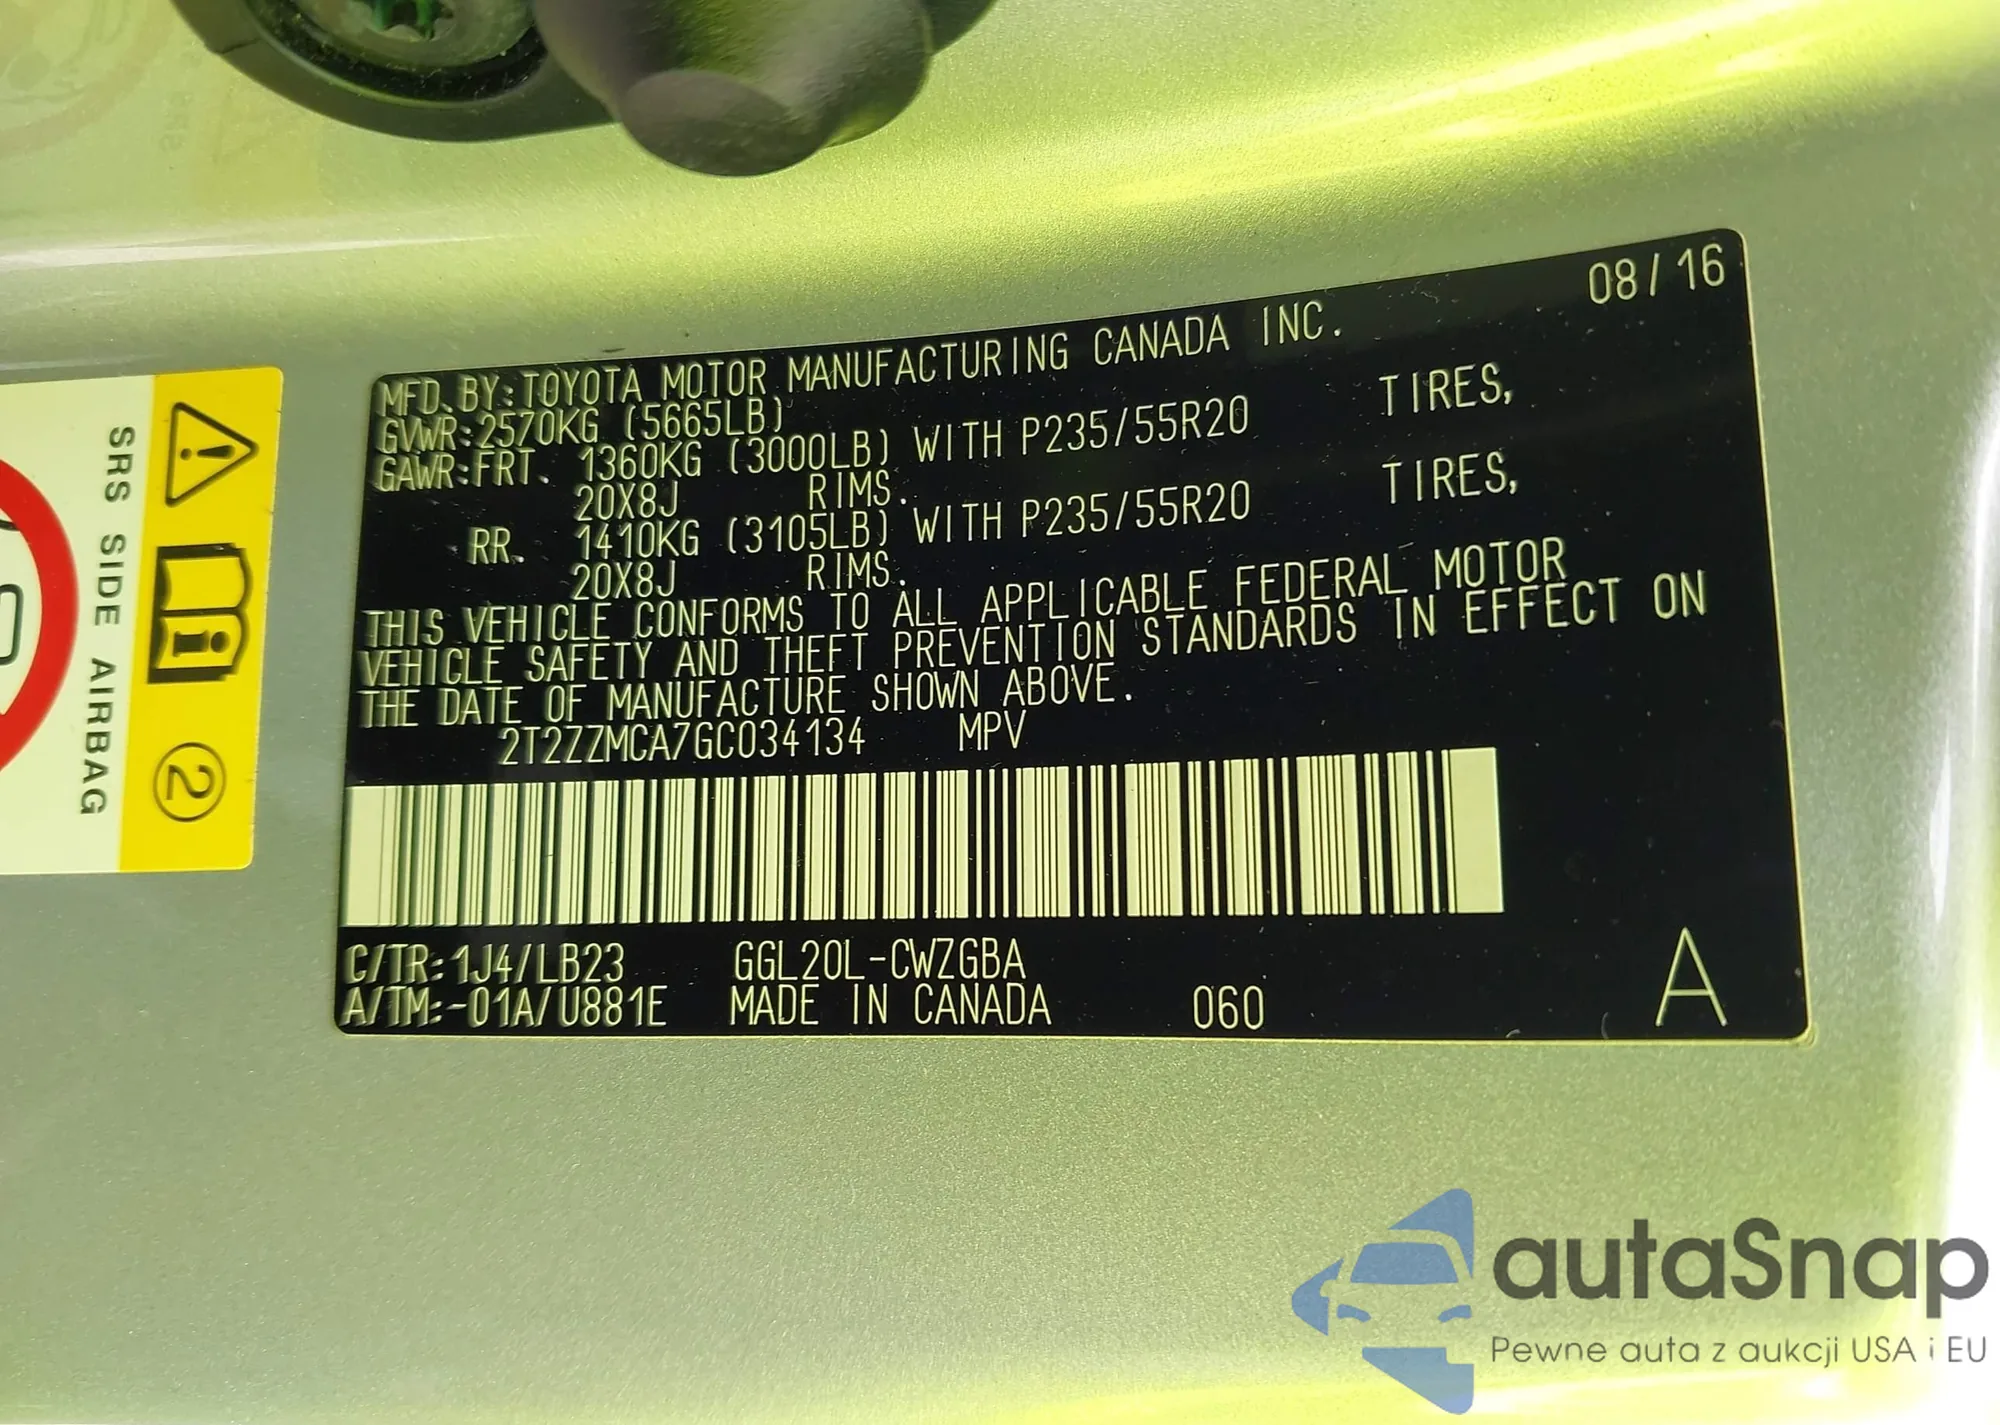 08/16
MFD. BY:TOYOTA MOTOR MANUFACTURING CANADA INC.
GVWR:2570KG (5665LB)
GAWR:FRT. 1360KG (3000LB) WITH P235/55R20 TIRES,
20X8J RIMS.
RR. 1410KG (3105LB) WITH P235/55R20 TIRES,
20X8J RIMS.
THIS VEHICLE CONFORMS TO ALL APPLICABLE FEDERAL MOTOR
VEHICLE SAFETY AND THEFT PREVENTION STANDARDS IN EFFECT ON
THE DATE OF MANUFACTURE SHOWN ABOVE.
2T2ZZMCA7GC034134 MPV
C/TR:1J4/LB23 GGL20L-CWZGBA
A/TM:-01A/U881E MADE IN CANADA 060 A
SRS SIDE AIRBAG
2
autaSnap
Pewne auta z aukcji USA i EU